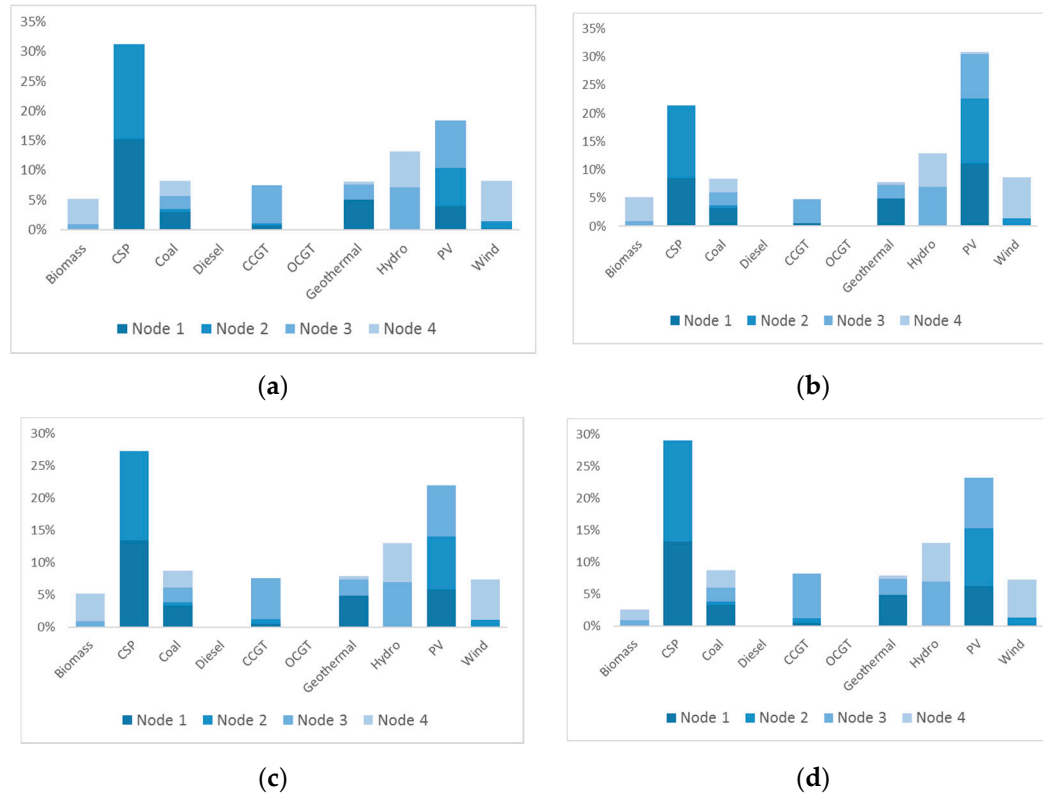 35%
30%
25%
20%
15%
10%
5%
0%
Biomass CSP Coal Diesel CCGT OCGT Geothermal Hydro PV Wind
Node 1 Node 2 Node 3 Node 4
(a)
35%
30%
25%
20%
15%
10%
5%
0%
Biomass CSP Coal Diesel CCGT OCGT Geothermal Hydro PV Wind
Node 1 Node 2 Node 3 Node 4
(b)
30%
25%
20%
15%
10%
5%
0%
Biomass CSP Coal Diesel CCGT OCGT Geothermal Hydro PV Wind
Node 1 Node 2 Node 3 Node 4
(c)
30%
25%
20%
15%
10%
5%
0%
Biomass CSP Coal Diesel CCGT OCGT Geothermal Hydro PV Wind
Node 1 Node 2 Node 3 Node 4
(d)